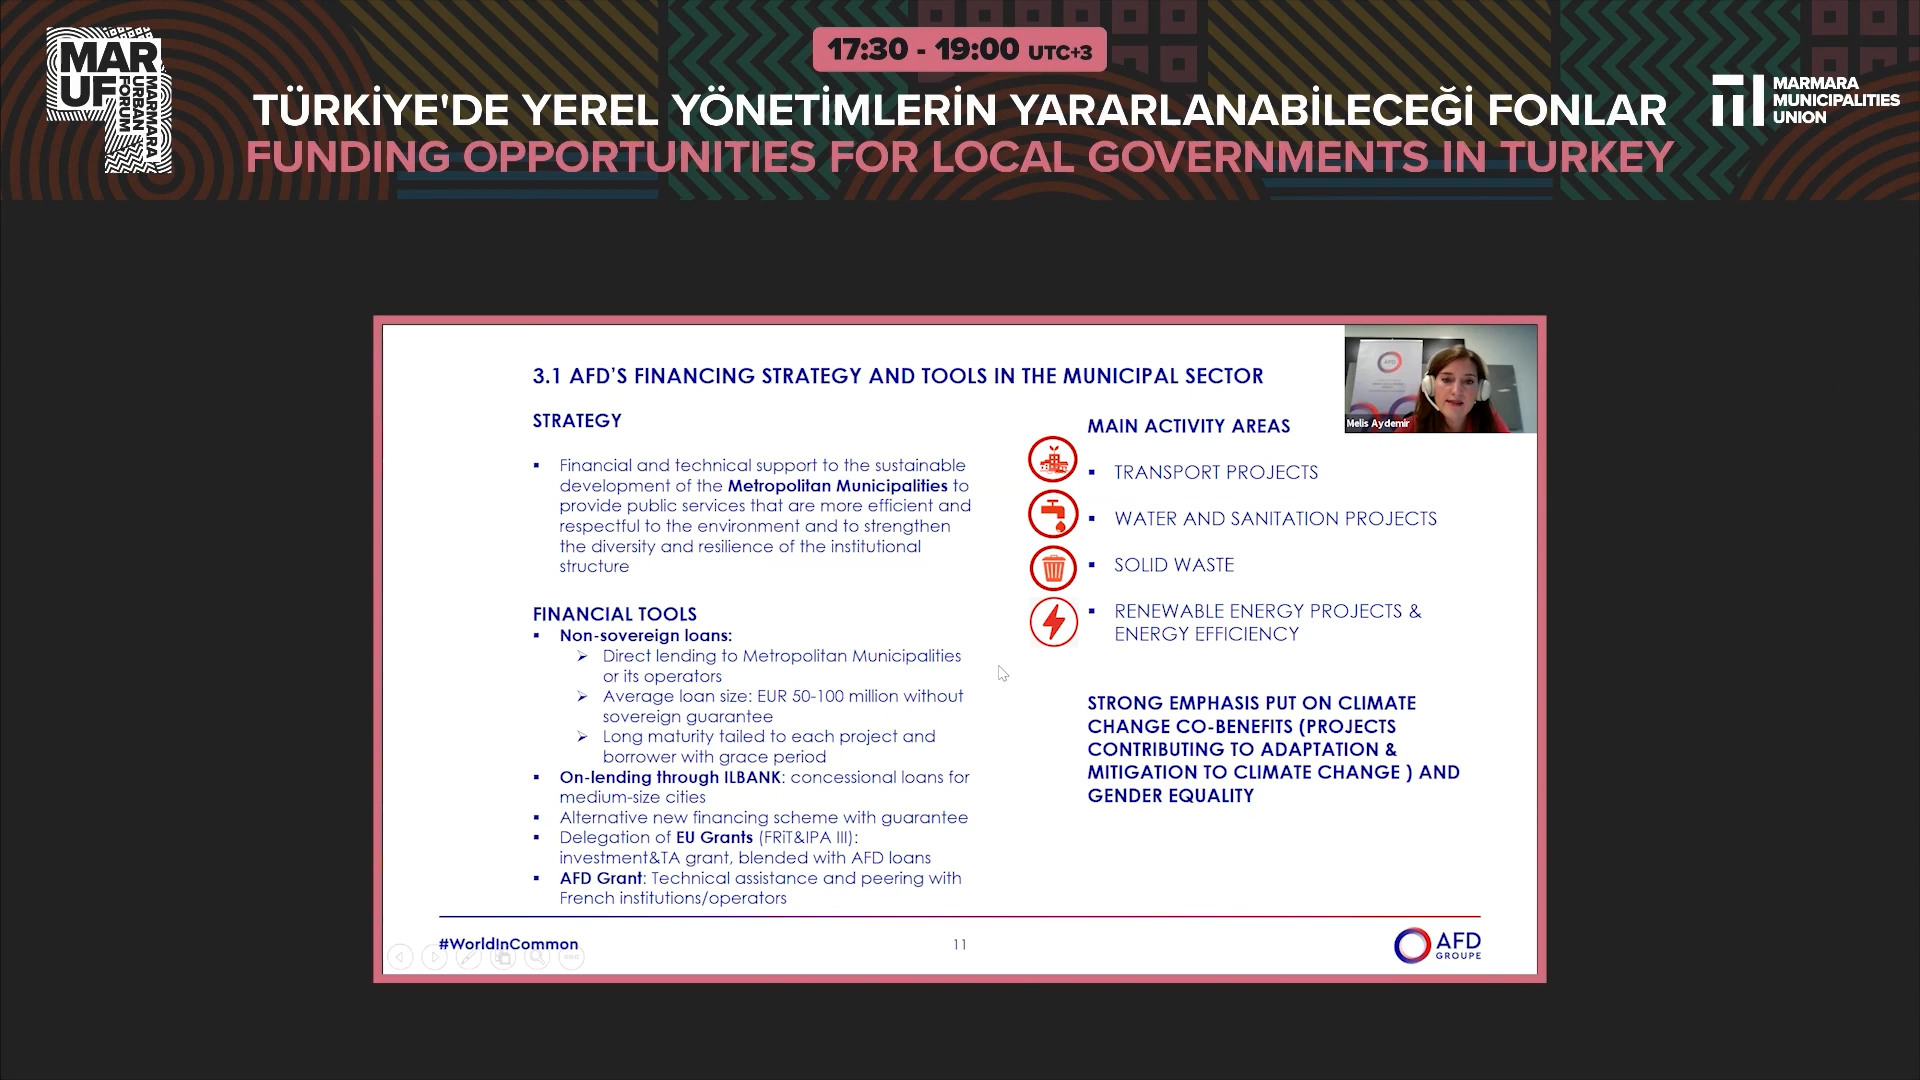 MAR
UF
MARMARA
URBAN
FORUM
17:30 - 19:00 UTC+3
TÜRKİYE'DE YEREL YÖNETİMLERİN YARARLANABİLECEĞİ FONLAR
FUNDING OPPORTUNITIES FOR LOCAL GOVERNMENTS IN TURKEY
MARMARA
MUNICIPALITIES
UNION
3.1 AFD'S FINANCING STRATEGY AND TOOLS IN THE MUNICIPAL SECTOR
STRATEGY
▪ Financial and technical support to the sustainable
development of the Metropolitan Municipalities to
provide public services that are more efficient and
respectful to the environment and to strengthen
the diversity and resilience of the institutional
structure
FINANCIAL TOOLS
▪ Non-sovereign loans:
➢ Direct lending to Metropolitan Municipalities
or its operators
➢ Average loan size: EUR 50-100 million without
sovereign guarantee
➢ Long maturity tailed to each project and
borrower with grace period
▪ On-lending through ILBANK: concessional loans for
medium-size cities
▪ Alternative new financing scheme with guarantee
▪ Delegation of EU Grants (FRiT&IPA III):
investment&TA grant, blended with AFD loans
▪ AFD Grant: Technical assistance and peering with
French institutions/operators
MAIN ACTIVITY AREAS
▪ TRANSPORT PROJECTS
▪ WATER AND SANITATION PROJECTS
▪ SOLID WASTE
▪ RENEWABLE ENERGY PROJECTS &
ENERGY EFFICIENCY
STRONG EMPHASIS PUT ON CLIMATE
CHANGE CO-BENEFITS (PROJECTS
CONTRIBUTING TO ADAPTATION &
MITIGATION TO CLIMATE CHANGE ) AND
GENDER EQUALITY
AFD
Melis Aydemir
#WorldInCommon
11
AFD
GROUPE